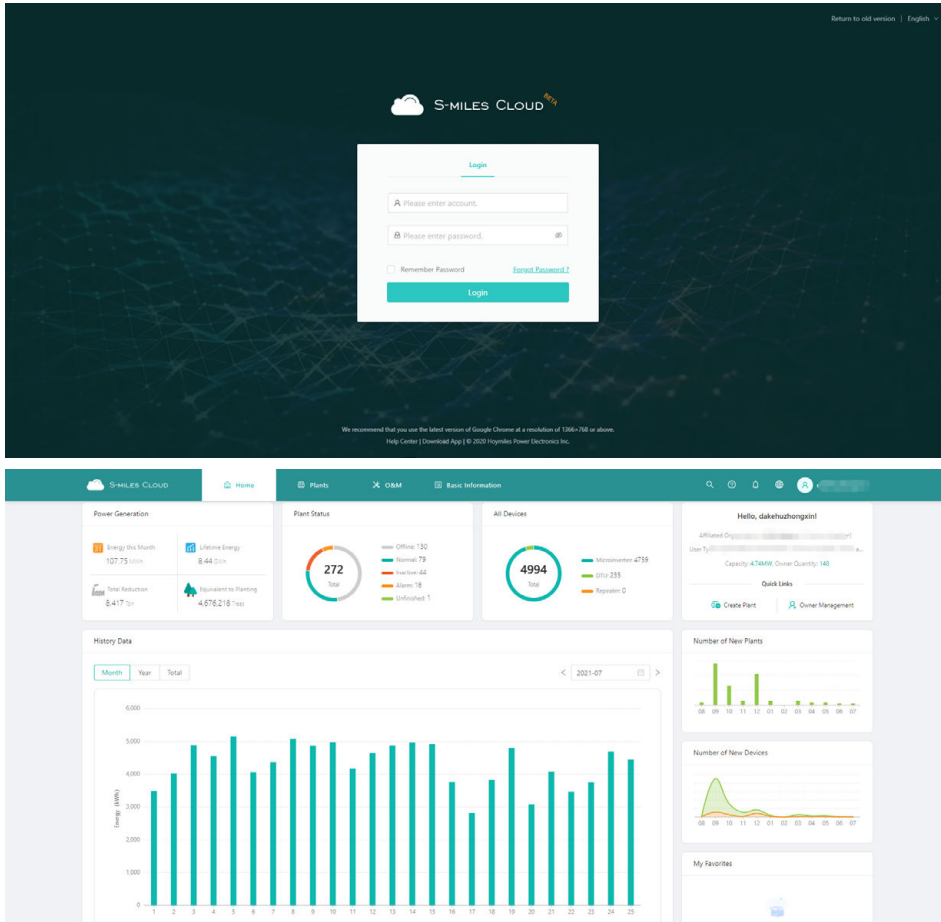 Return to old version | English
S-MILES CLOUD BETA
Login
Please enter account.
Please enter password.
Remember Password Forgot Password ?
Login
We recommend that you use the latest version of Google Chrome at a resolution of 1366×768 or above.
Help Center | Download App | © 2020 Hoymiles Power Electronics Inc.
S-MILES CLOUD Home Plants O&M Basic Information
Power Generation
Energy this Month
107.75 MWh
Lifetime Energy
8.44 GWh
Total Reduction
8,417 Ton
Equivalent to Planting
4,676,218 Trees
Plant Status
272
Total
Offline: 130
Normal: 79
Inactive: 44
Alarm: 18
Unfinished: 1
All Devices
4994
Total
Microinverter: 4759
DTU: 235
Repeater: 0
Hello, dakehuzhongxin!
Affiliated Org
User Ty
Capacity: 4.74MW, Owner Quantity: 148
Quick Links
Create Plant Owner Management
History Data
Month Year Total
< 2021-07 >
Energy (kWh)
6,000
5,000
4,000
3,000
2,000
1,000
0
1 2 3 4 5 6 7 8 9 10 11 12 13 14 15 16 17 18 19 20 21 22 23 24 25
Number of New Plants
08 09 10 11 12 01 02 03 04 05 06 07
Number of New Devices
08 09 10 11 12 01 02 03 04 05 06 07
My Favorites